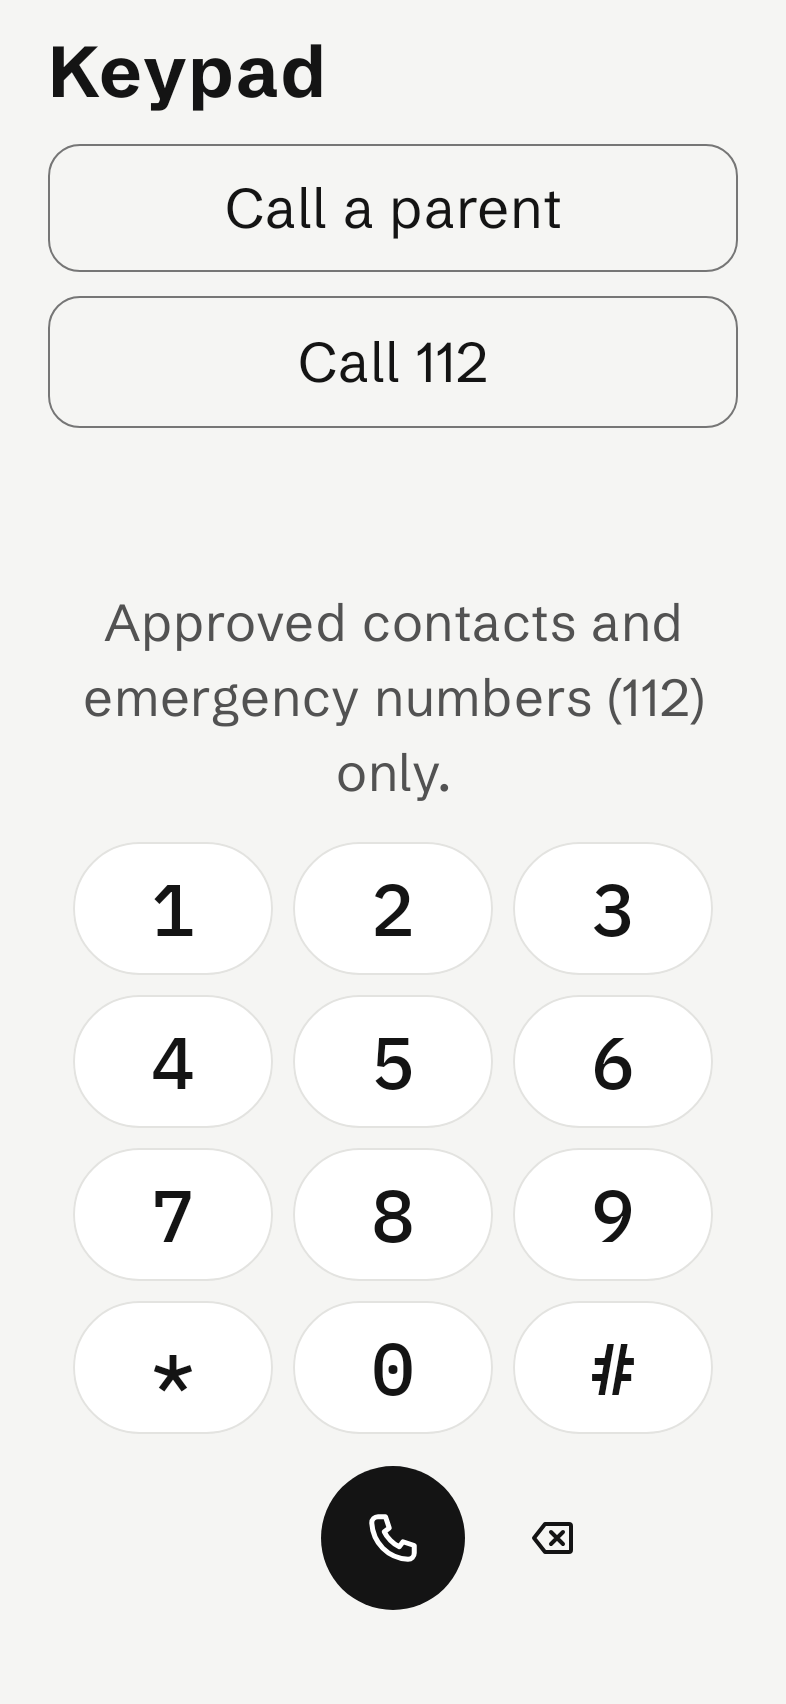 Keypad
Call a parent
Call 112
Approved contacts and
emergency numbers (112)
only.
1 2 3
4 5 6
7 8 9
* 0 #